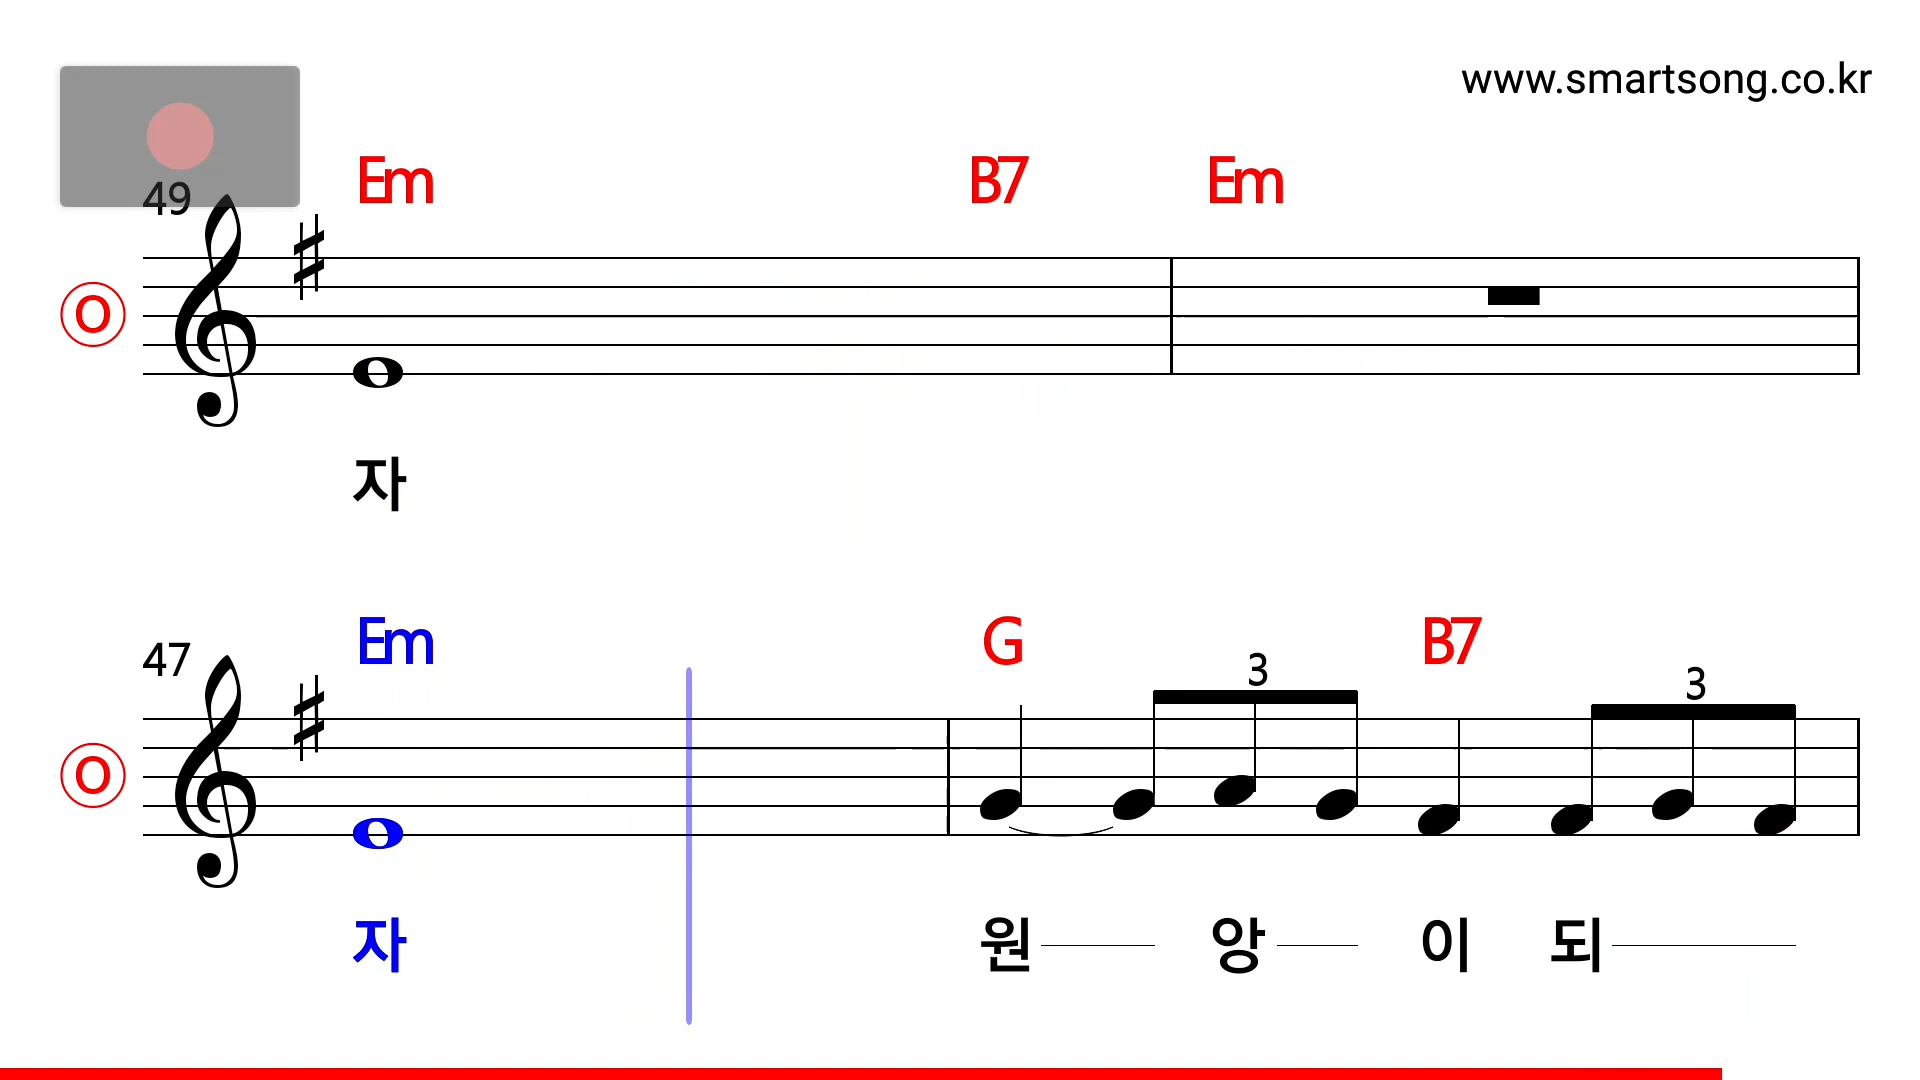 www.smartsong.co.kr
49 Em B7 Em
ⓞ
자
47 Em G 3 B7 3
ⓞ
자 원 앙 이 되